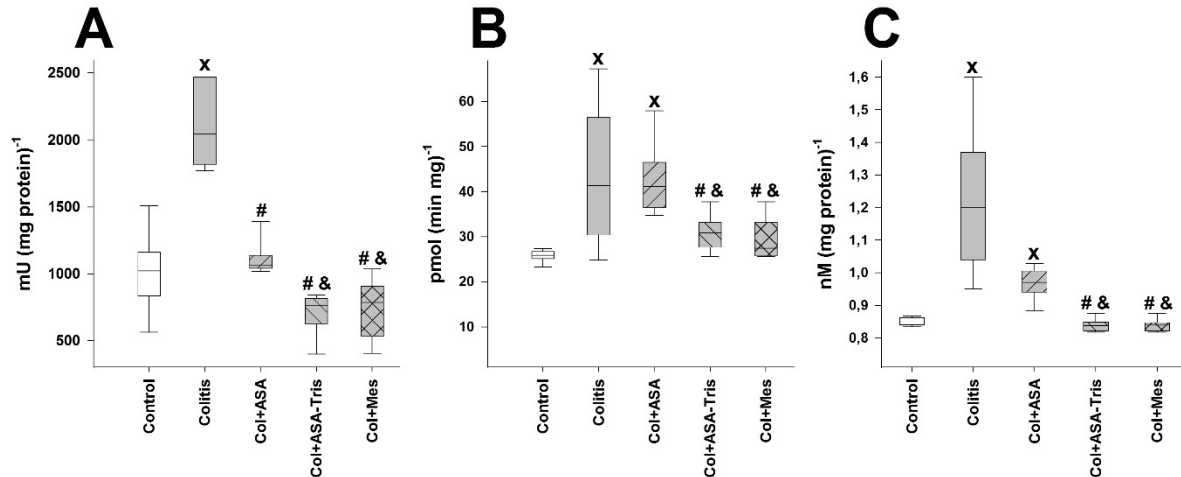 A
mU (mg protein)⁻¹
2500
2000
1500
1000
500
x
#
# &
# &
Control
Colitis
Col+ASA
Col+ASA-Tris
Col+Mes
B
pmol (min mg)⁻¹
60
50
40
30
20
10
x
x
# &
# &
Control
Colitis
Col+ASA
Col+ASA-Tris
Col+Mes
C
nM (mg protein)⁻¹
1,6
1,5
1,4
1,3
1,2
1,1
1,0
0,9
0,8
x
x
# &
# &
Control
Colitis
Col+ASA
Col+ASA-Tris
Col+Mes